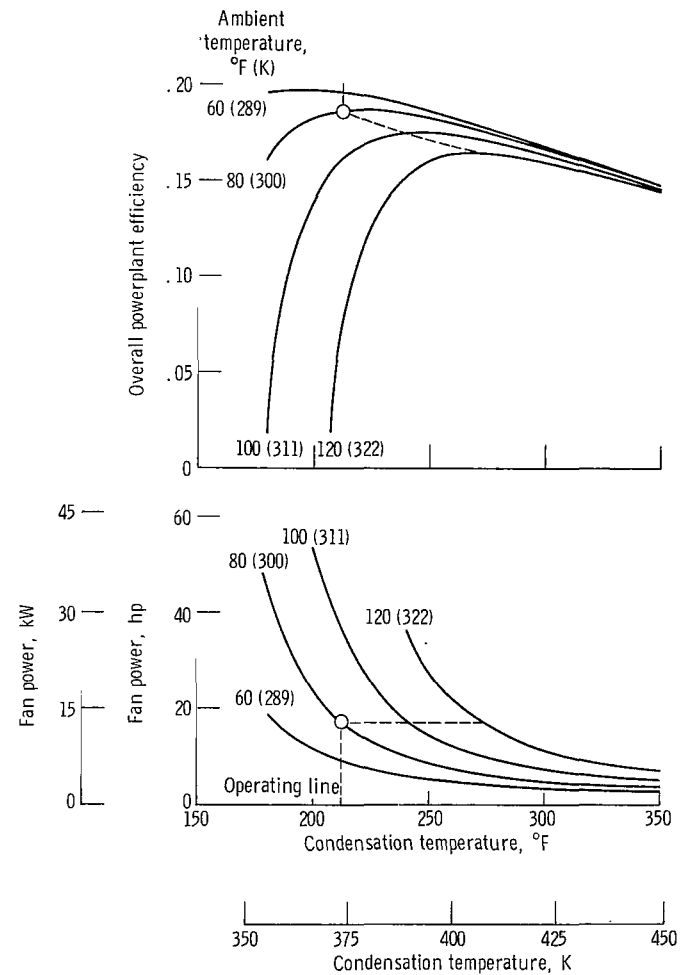 Ambient
temperature,
°F (K)
.20
60 (289)
.15
80 (300)
.10
.05
100 (311) 120 (322)
0
Overall powerplant efficiency
45
60
100 (311)
80 (300)
30
40
120 (322)
60 (289)
15
20
Operating line
0
0
Fan power, kW
Fan power, hp
150 200 250 300 350
Condensation temperature, °F
350 375 400 425 450
Condensation temperature, K